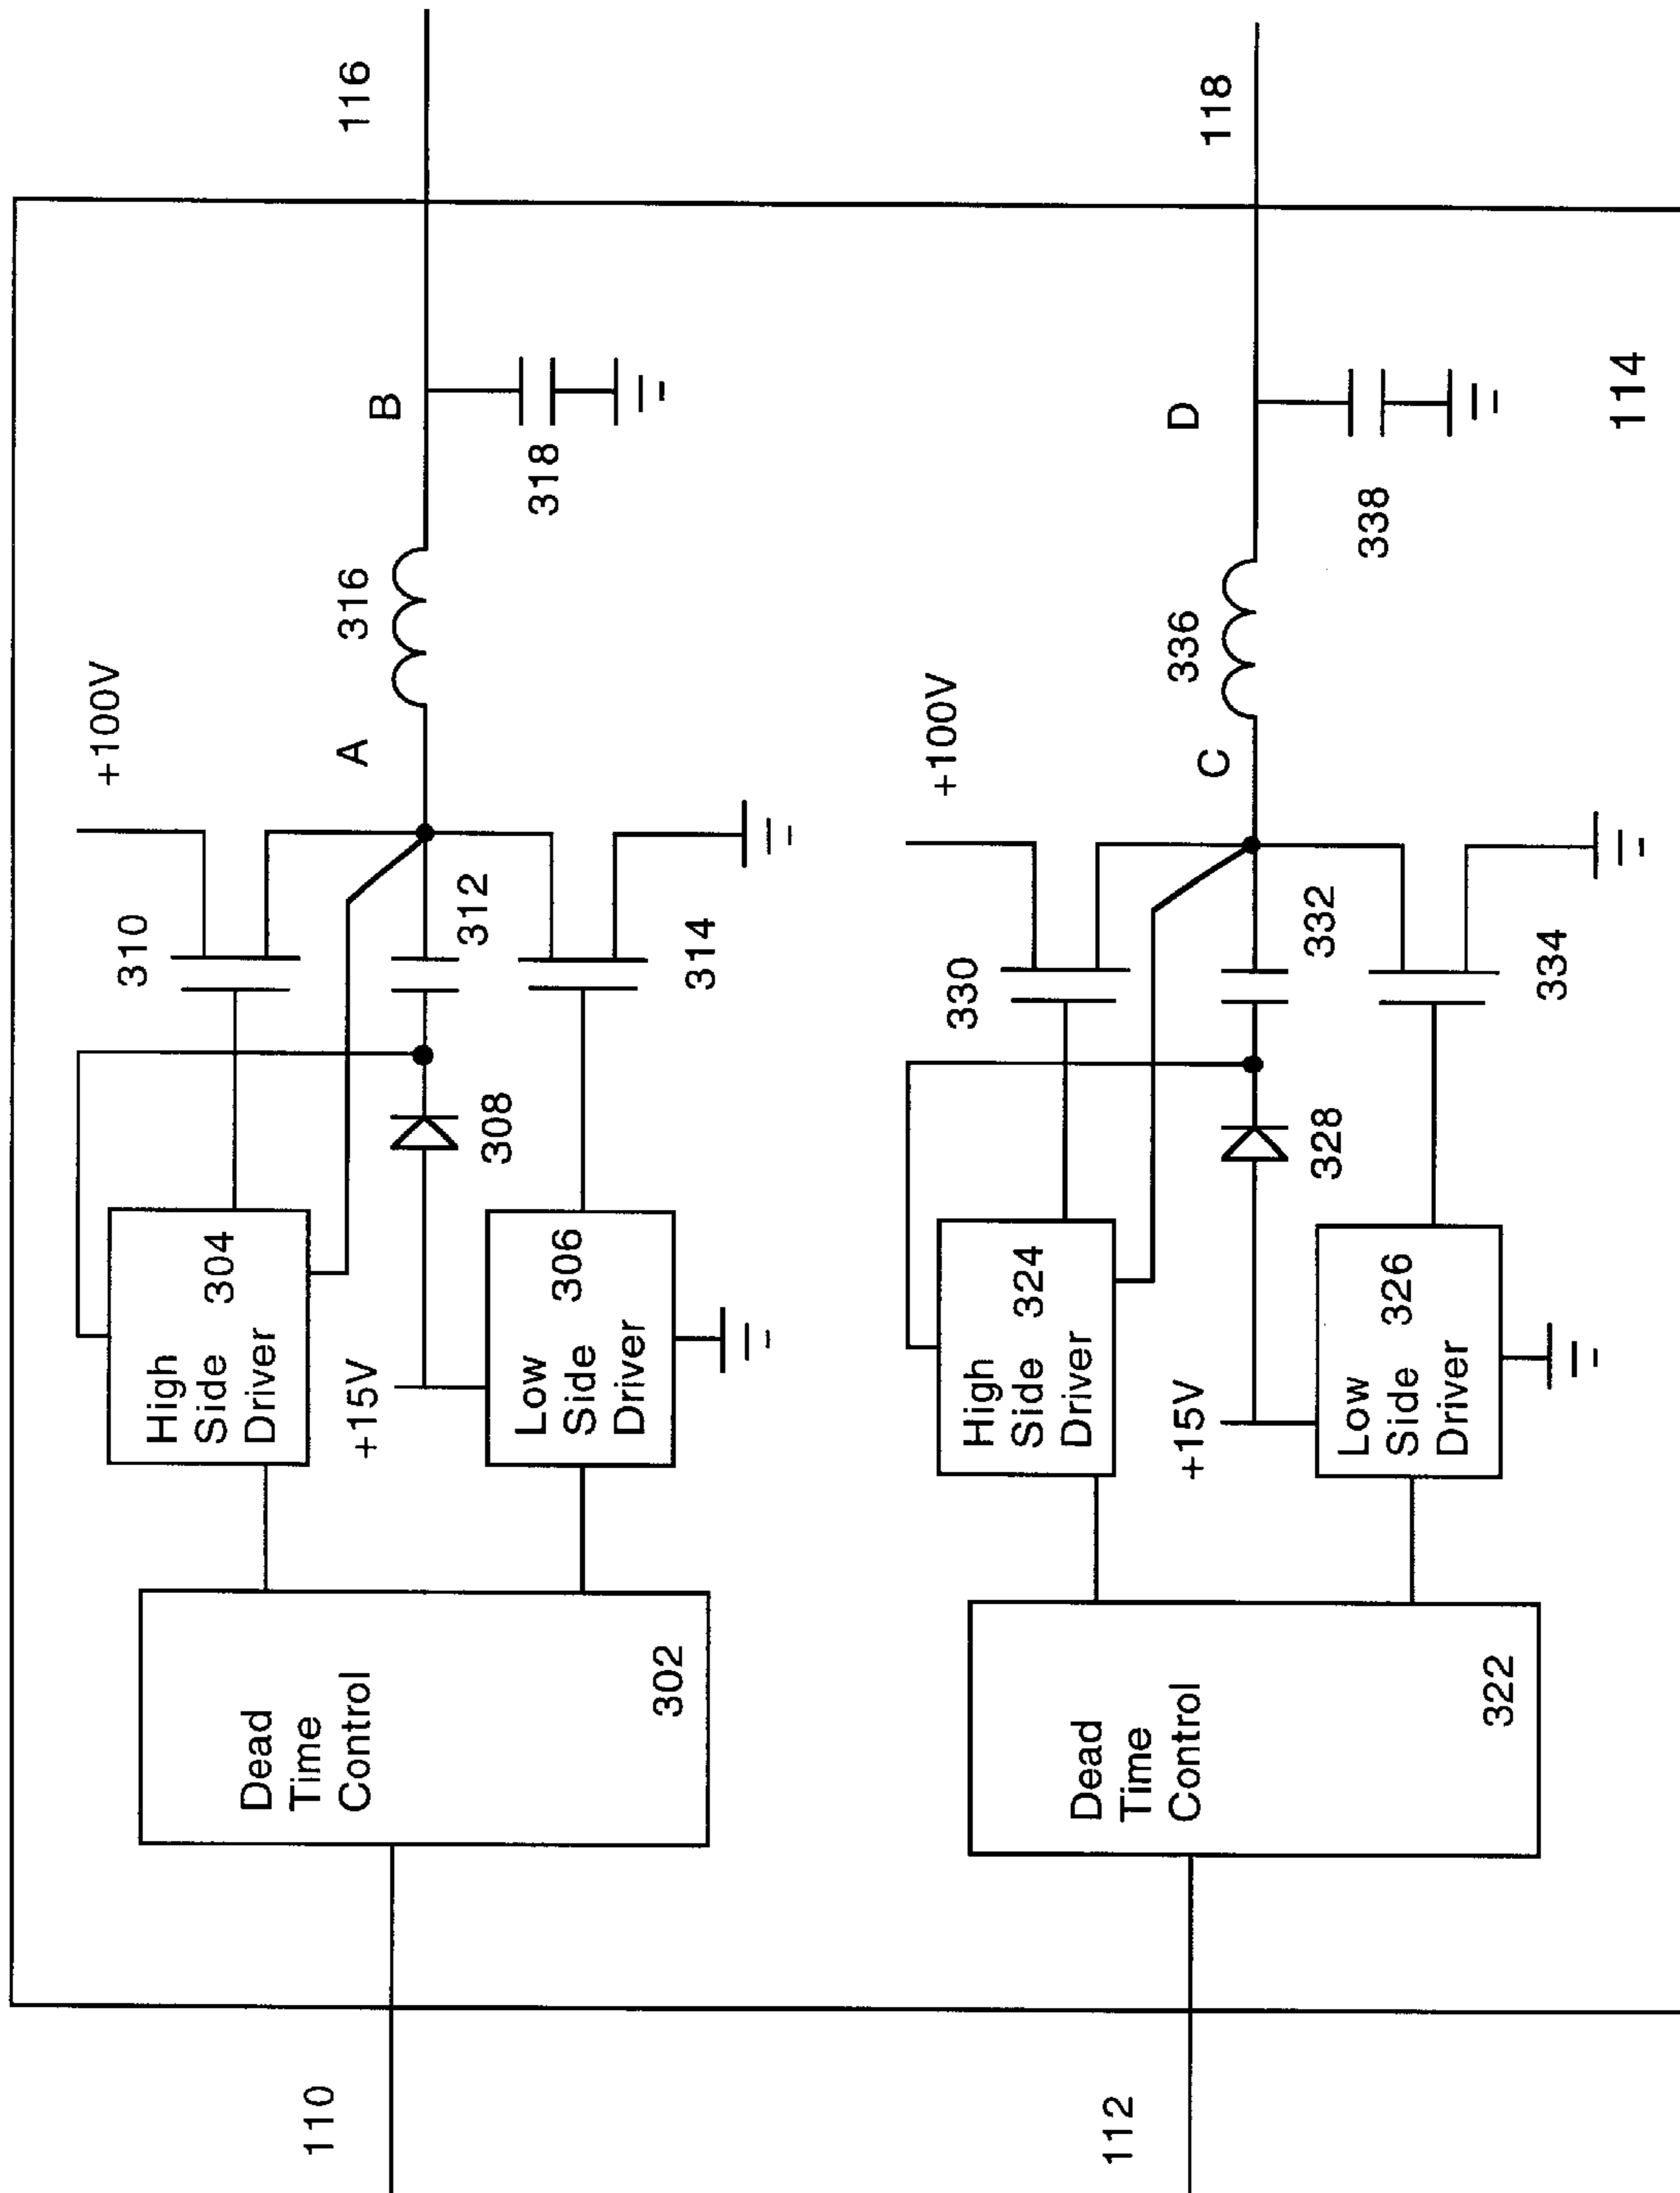 110
Dead
Time
Control
302
High
Side 304
Driver
+15V
Low
Side 306
Driver
308
310
312
314
+100V
A
316
B
318
116
112
Dead
Time
Control
322
High
Side 324
Driver
+15V
Low
Side 326
Driver
328
330
332
334
+100V
C
336
D
338
118
114